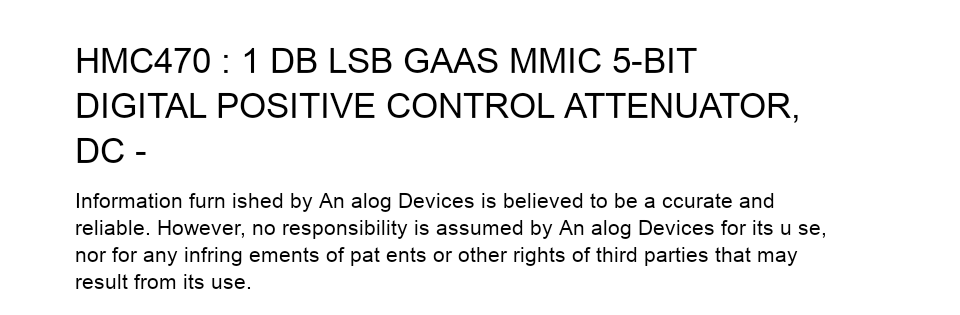 HMC470 : 1 DB LSB GAAS MMIC 5-BIT
DIGITAL POSITIVE CONTROL ATTENUATOR,
DC -
Information furn ished by An alog Devices is believed to be a ccurate and
reliable. However, no responsibility is assumed by An alog Devices for its u se,
nor for any infring ements of pat ents or other rights of third parties that may
result from its use.